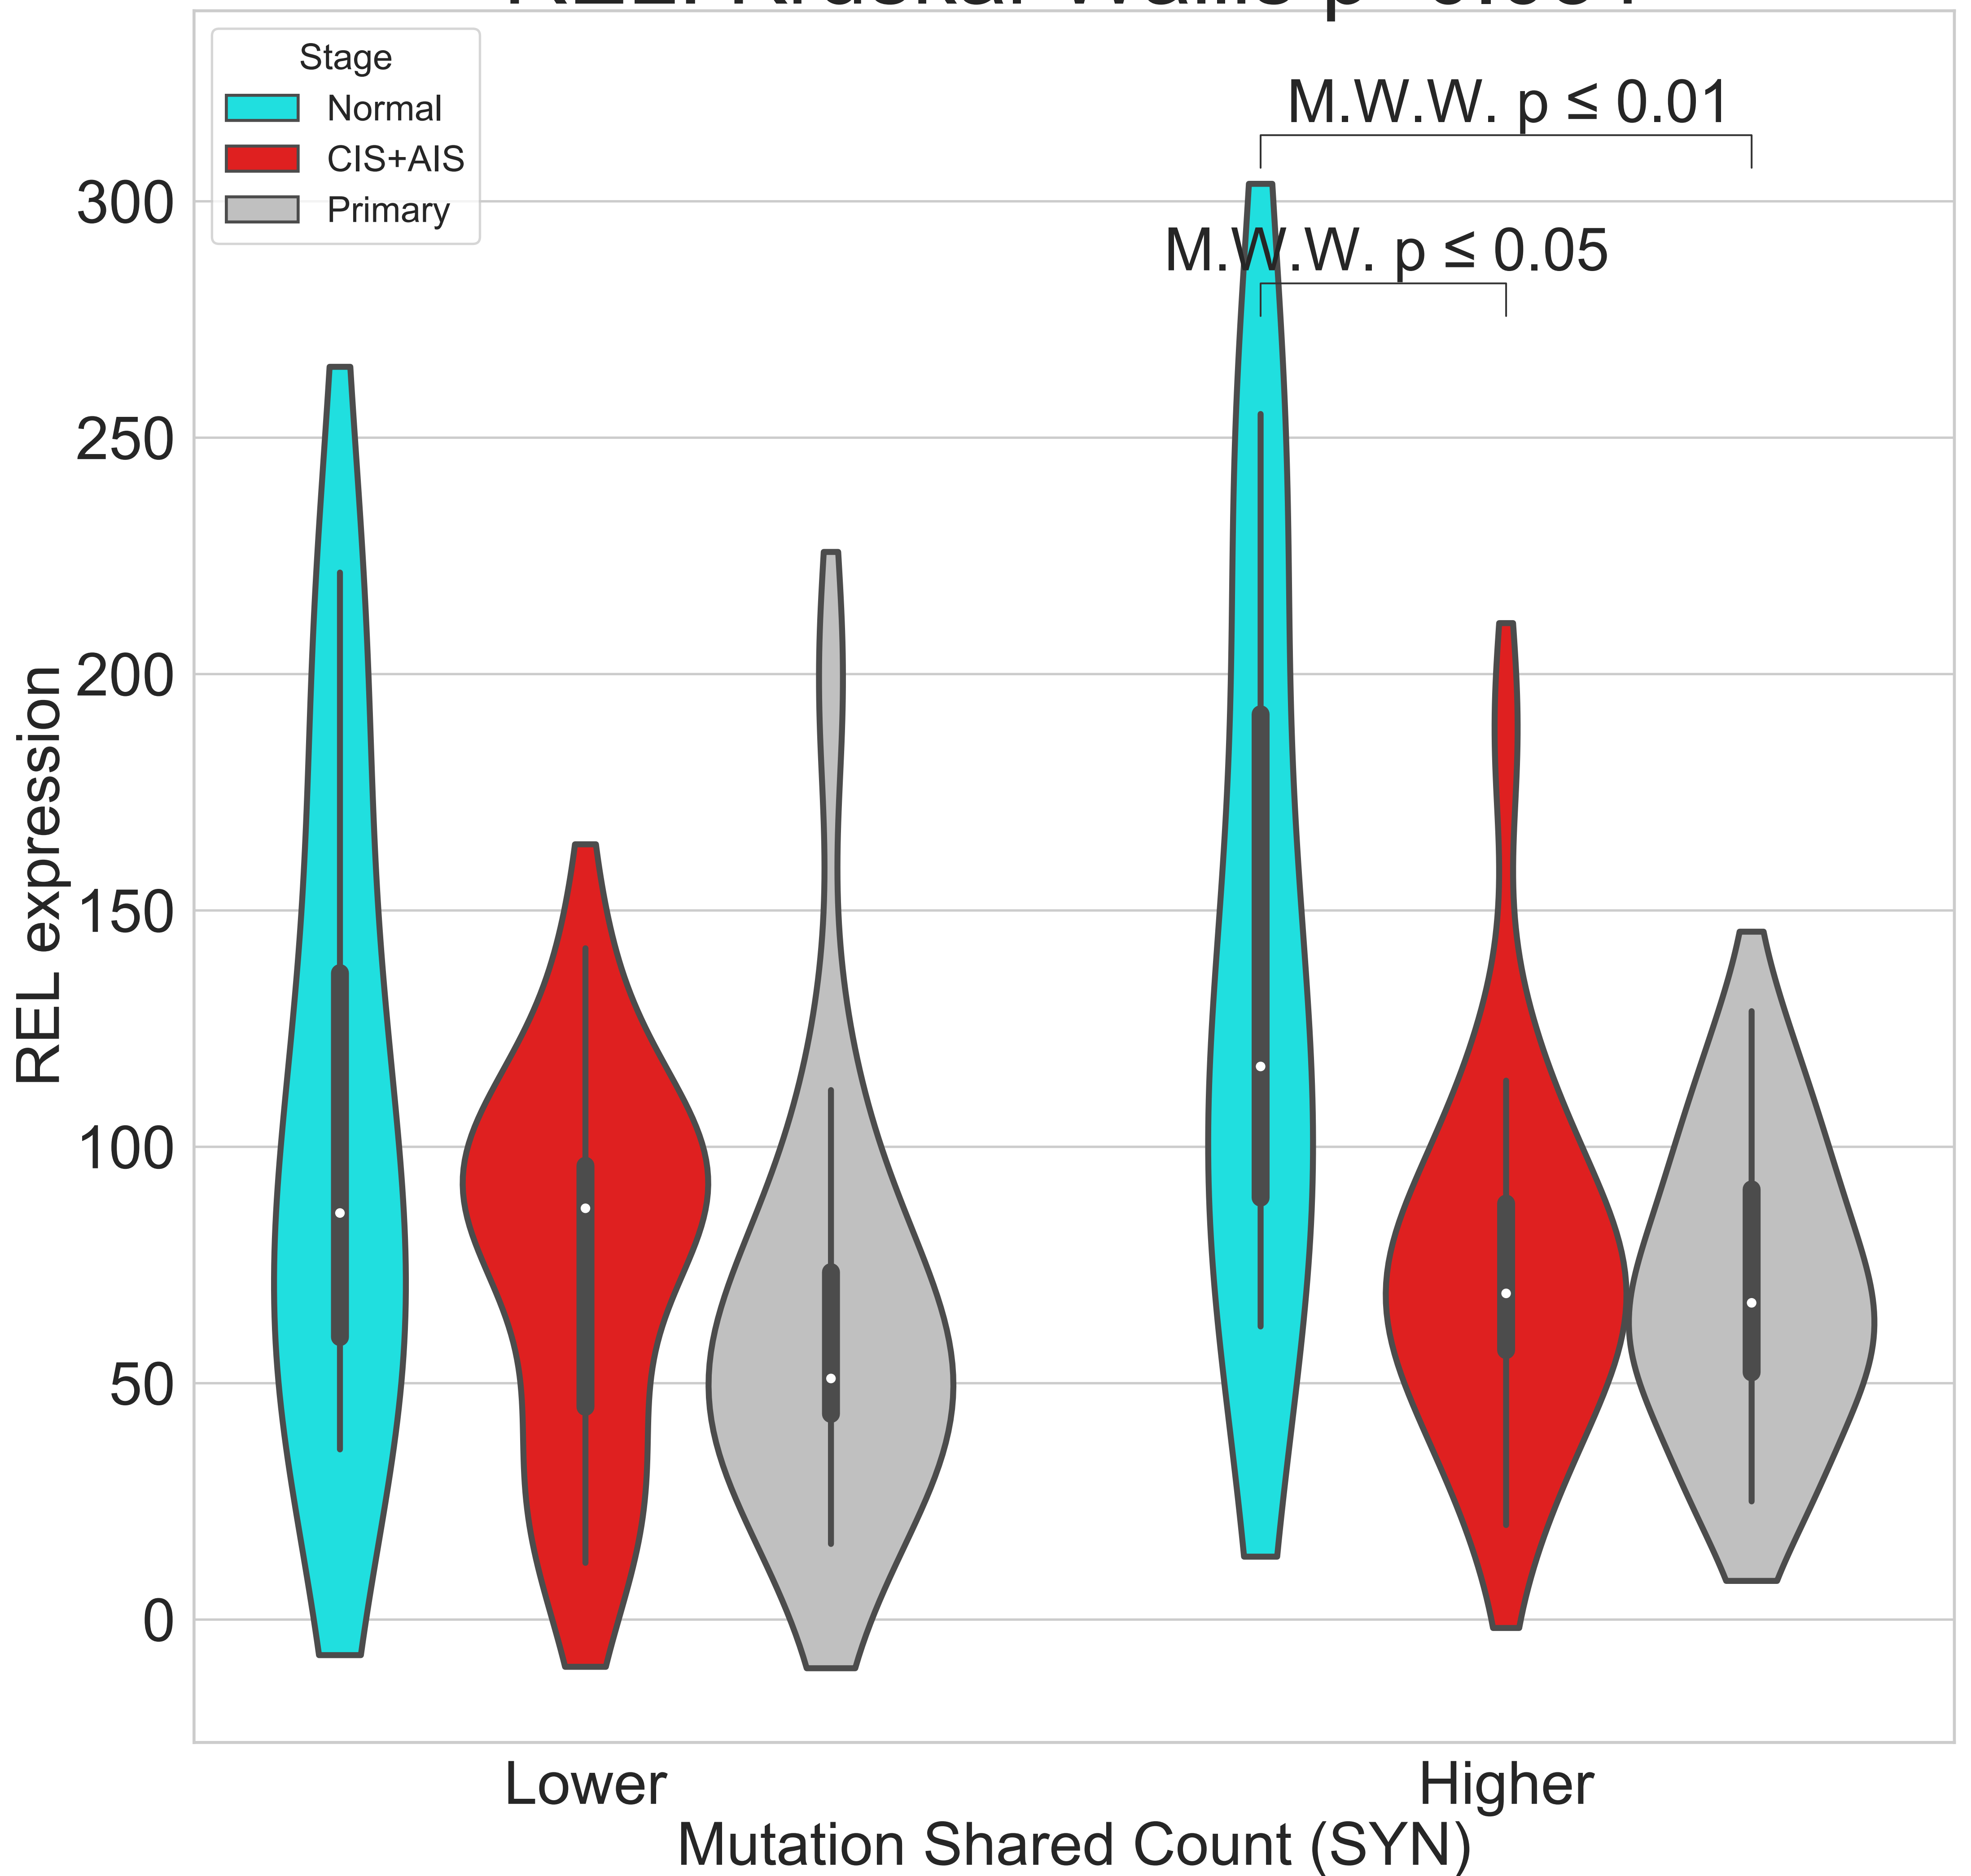 Stage
Normal
CIS+AIS
Primary
M.W.W. p ≤ 0.01
M.W.W. p ≤ 0.05
300
250
200
150
100
50
0
REL expression
Lower
Higher
Mutation Shared Count (SYN)